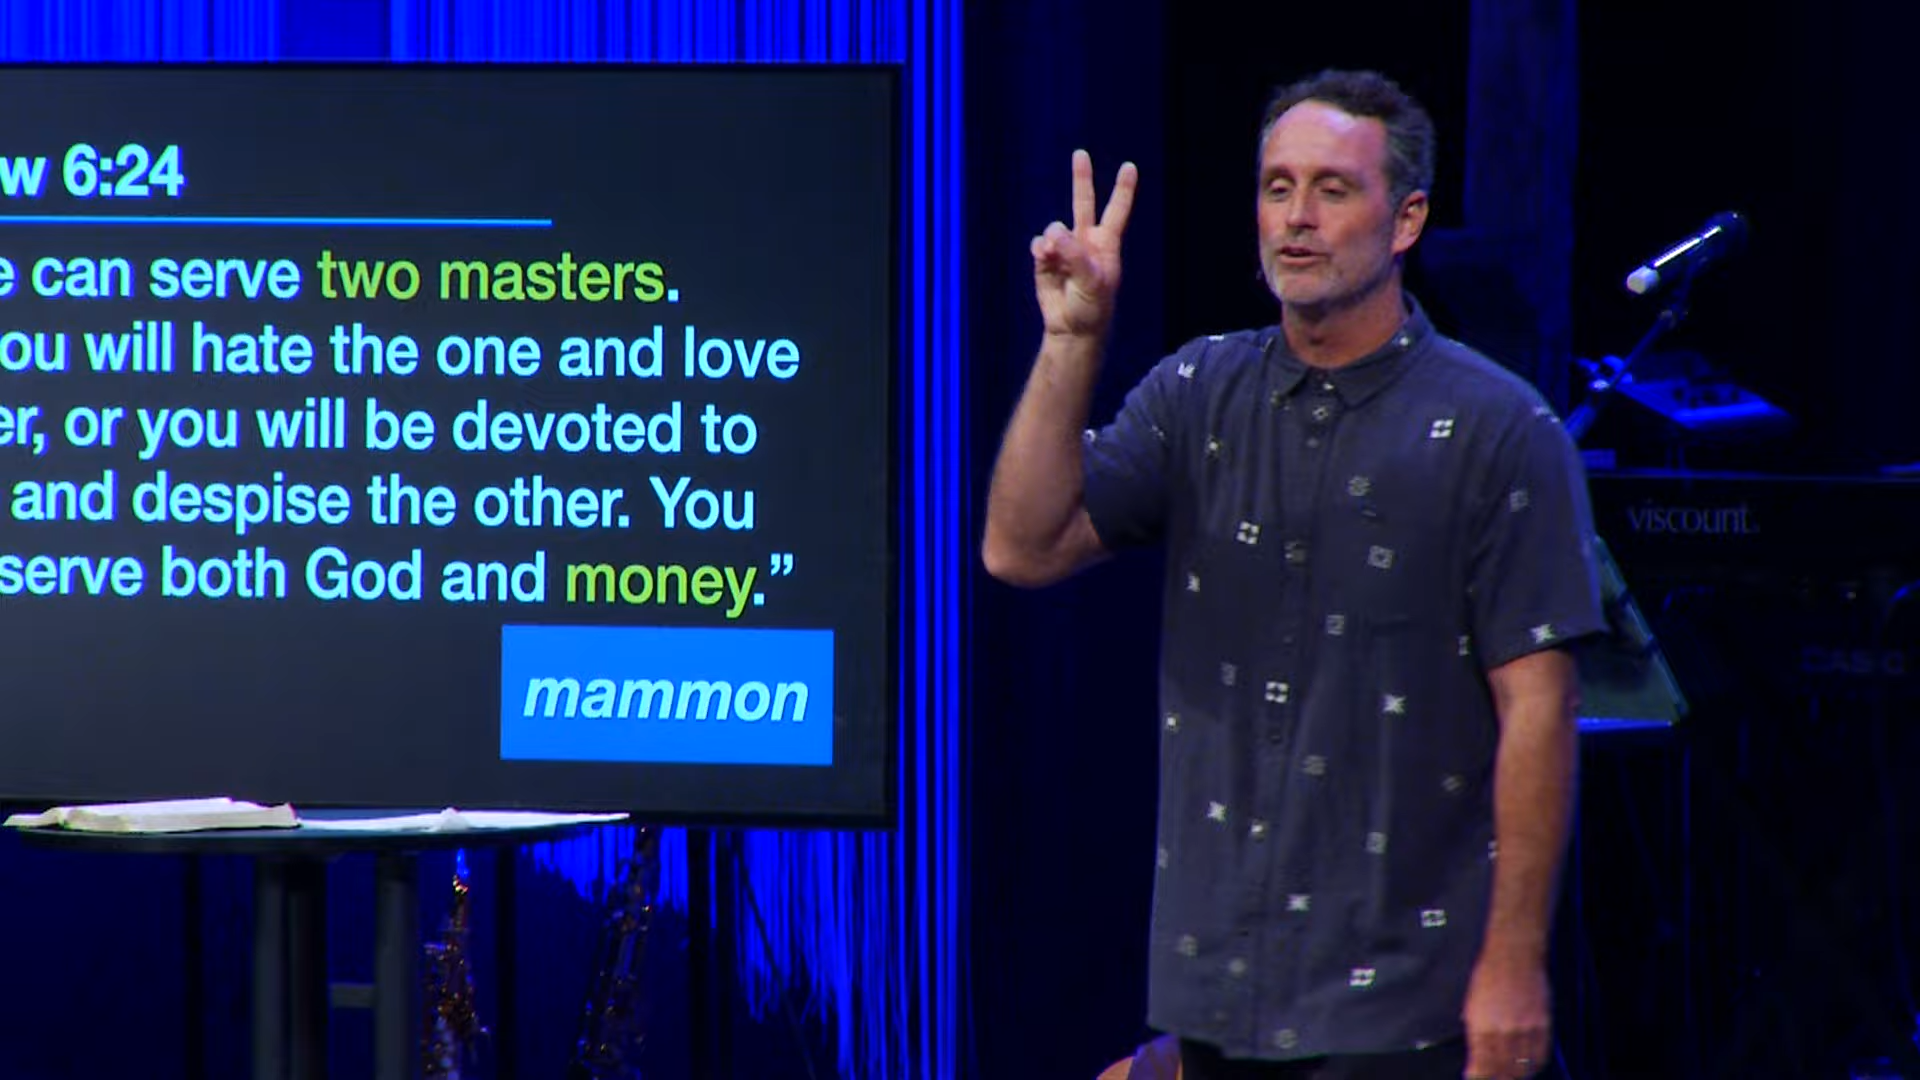 w 6:24
e can serve two masters.
ou will hate the one and love
er, or you will be devoted to
and despise the other. You
serve both God and money.”
mammon
viscount
CASIO